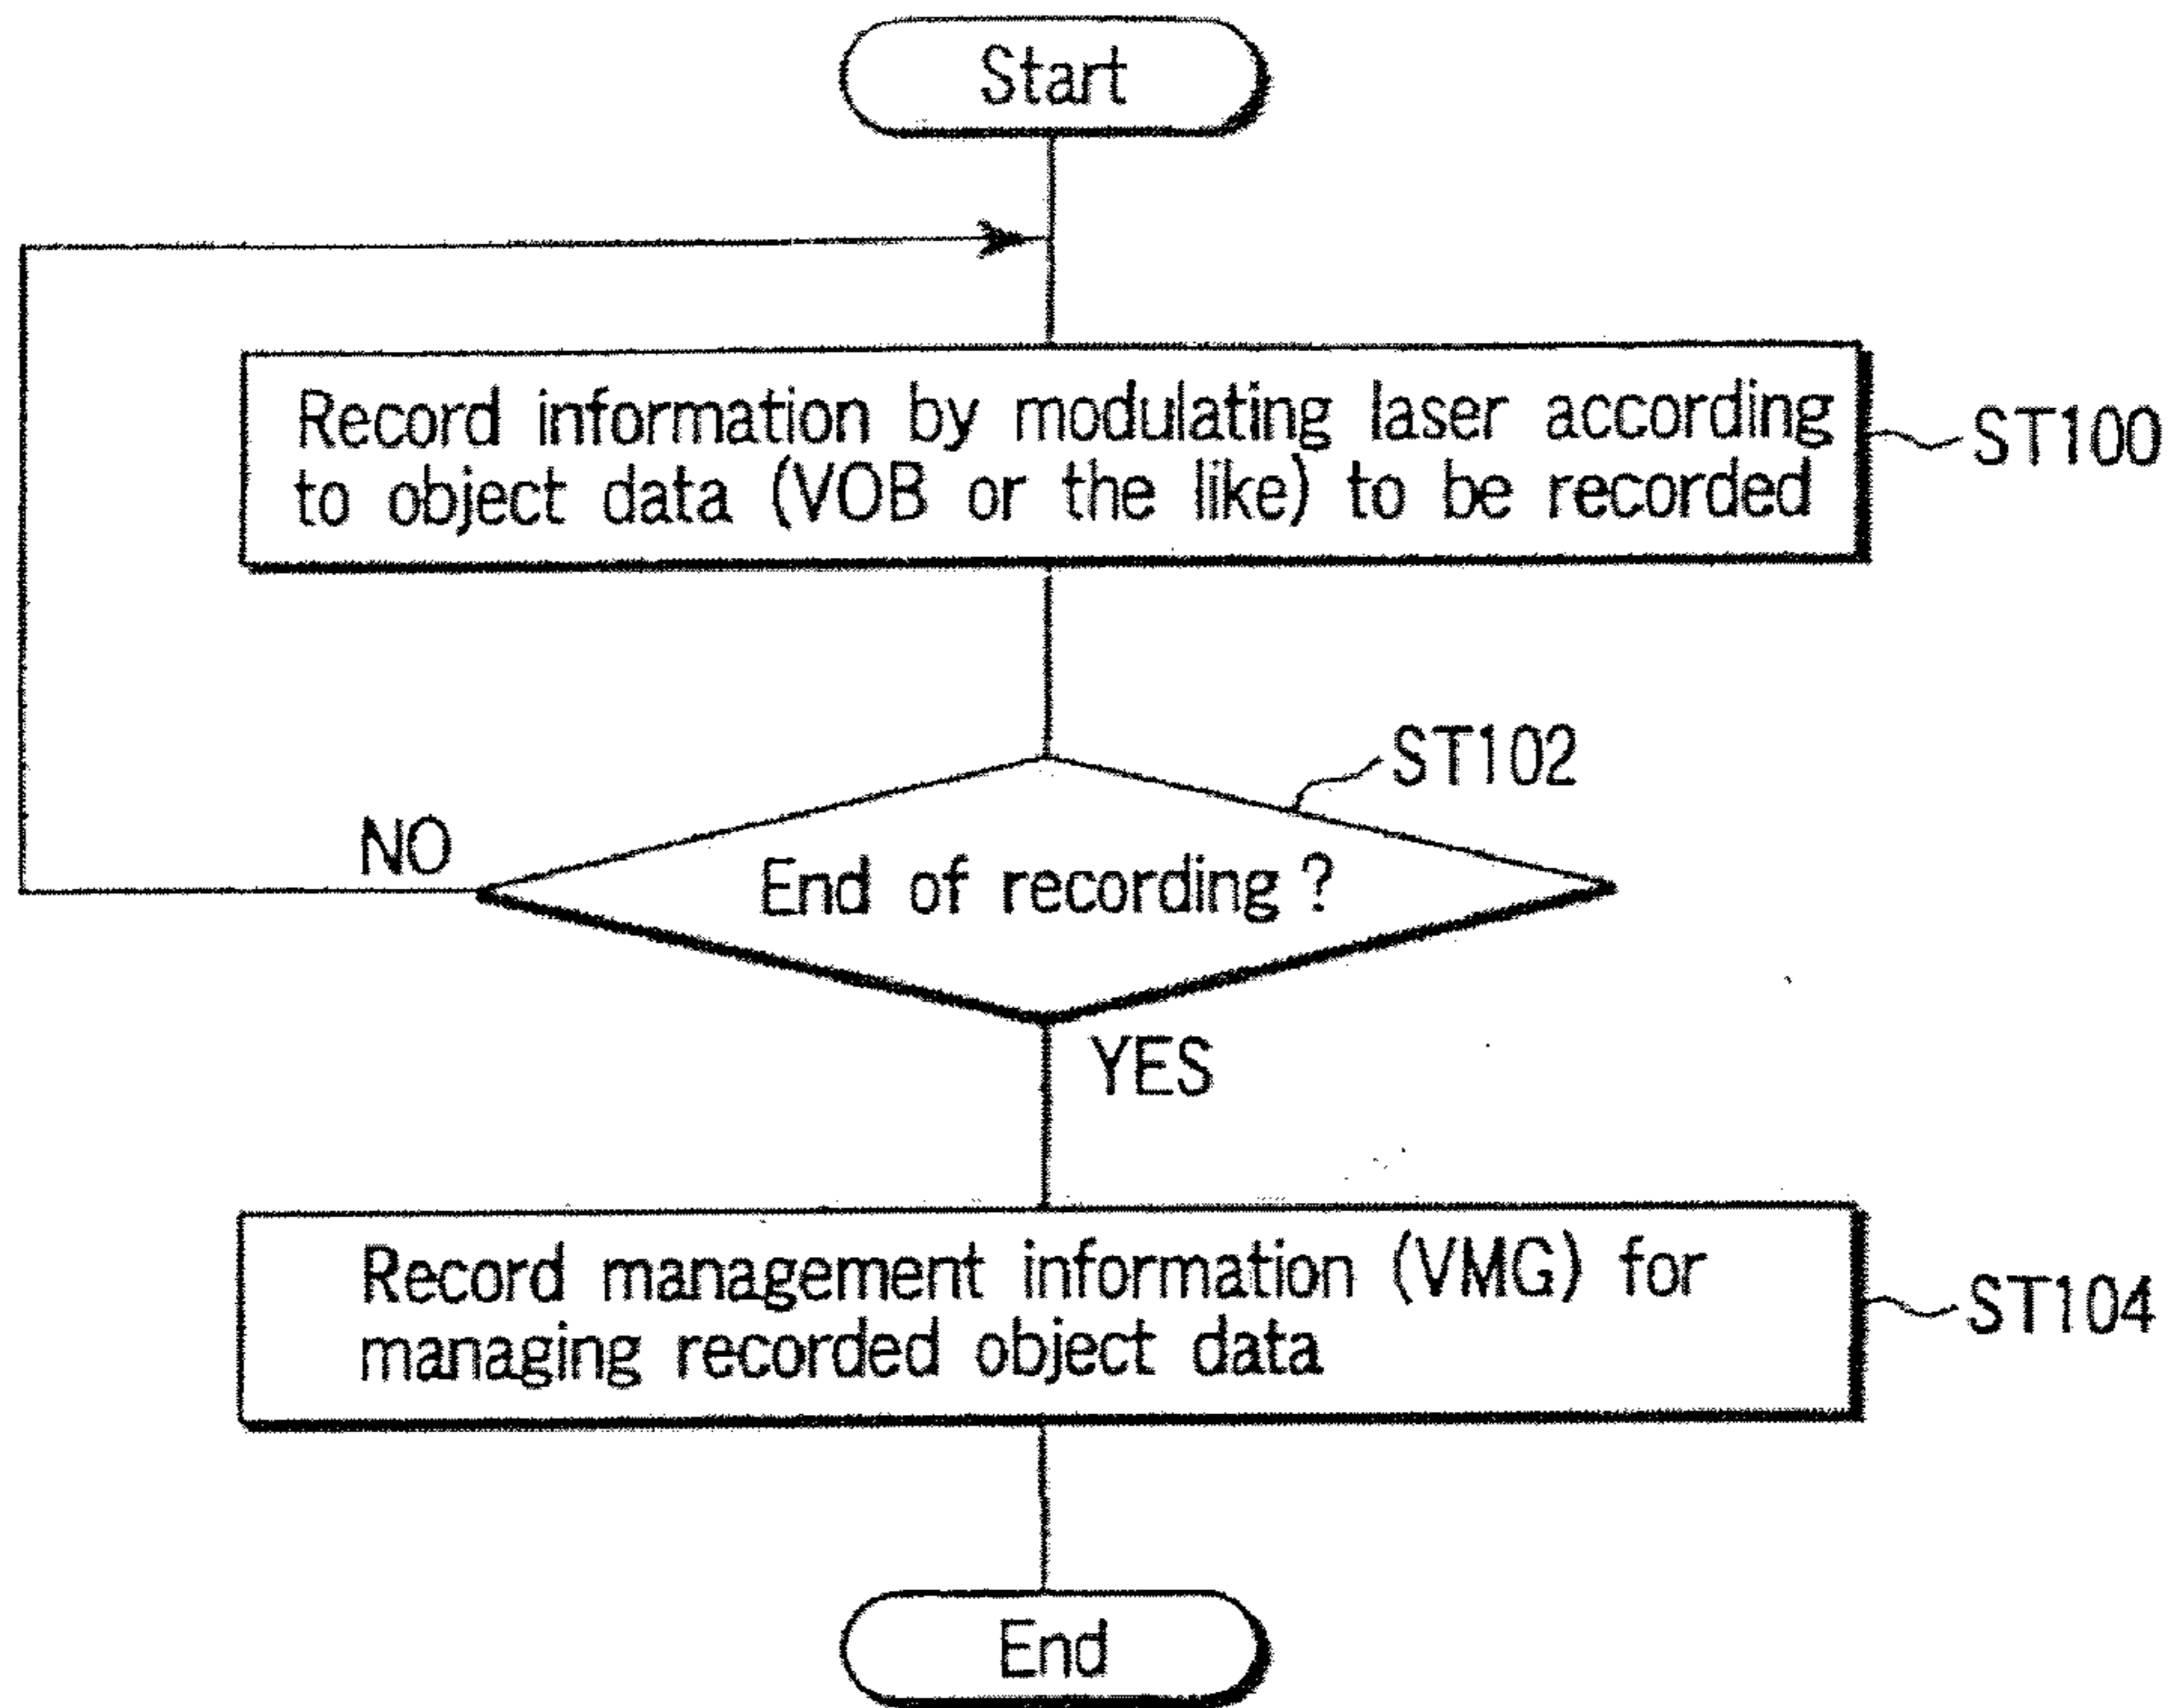 Start
Record information by modulating laser according
to object data (VOB or the like) to be recorded
ST100
ST102
NO
End of recording ?
YES
Record management information (VMG) for
managing recorded object data
ST104
End